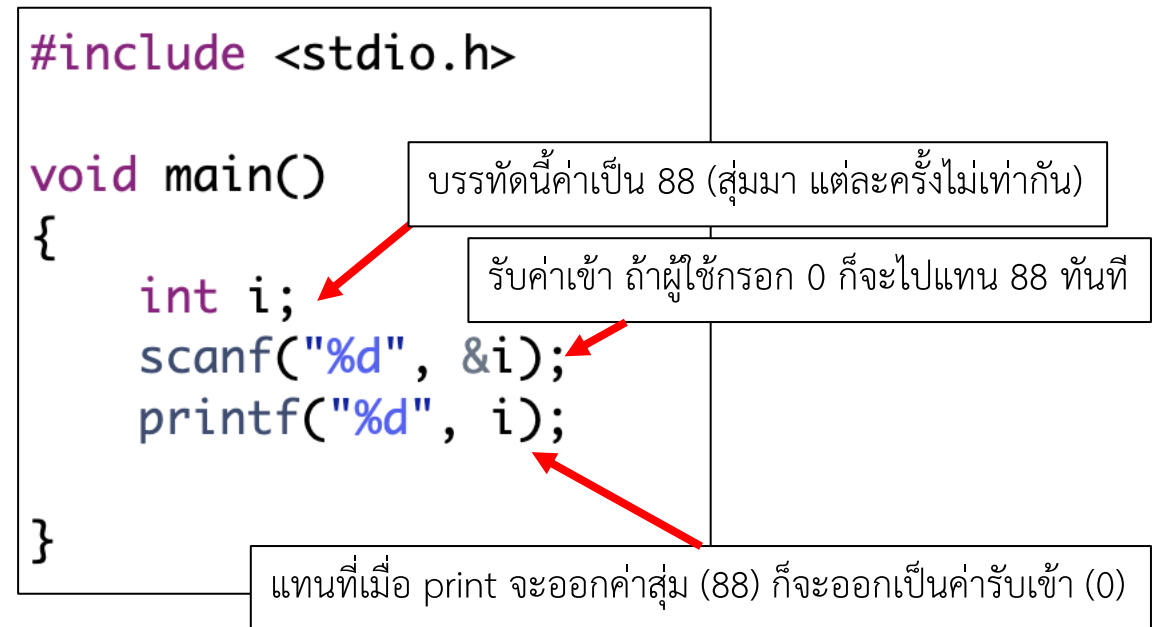 #include <stdio.h>
void main()
บรรทัดนี้ค่าเป็น 88 (สุ่มมา แต่ละครั้งไม่เท่ากัน)
{
รับค่าเข้า ถ้าผู้ใช้กรอก 0 ก็จะไปแทน 88 ทันที
int i;
scanf("%d", &i);
printf("%d", i);
}
แทนที่เมื่อ print จะออกค่าสุ่ม (88) ก็จะออกเป็นค่ารับเข้า (0)